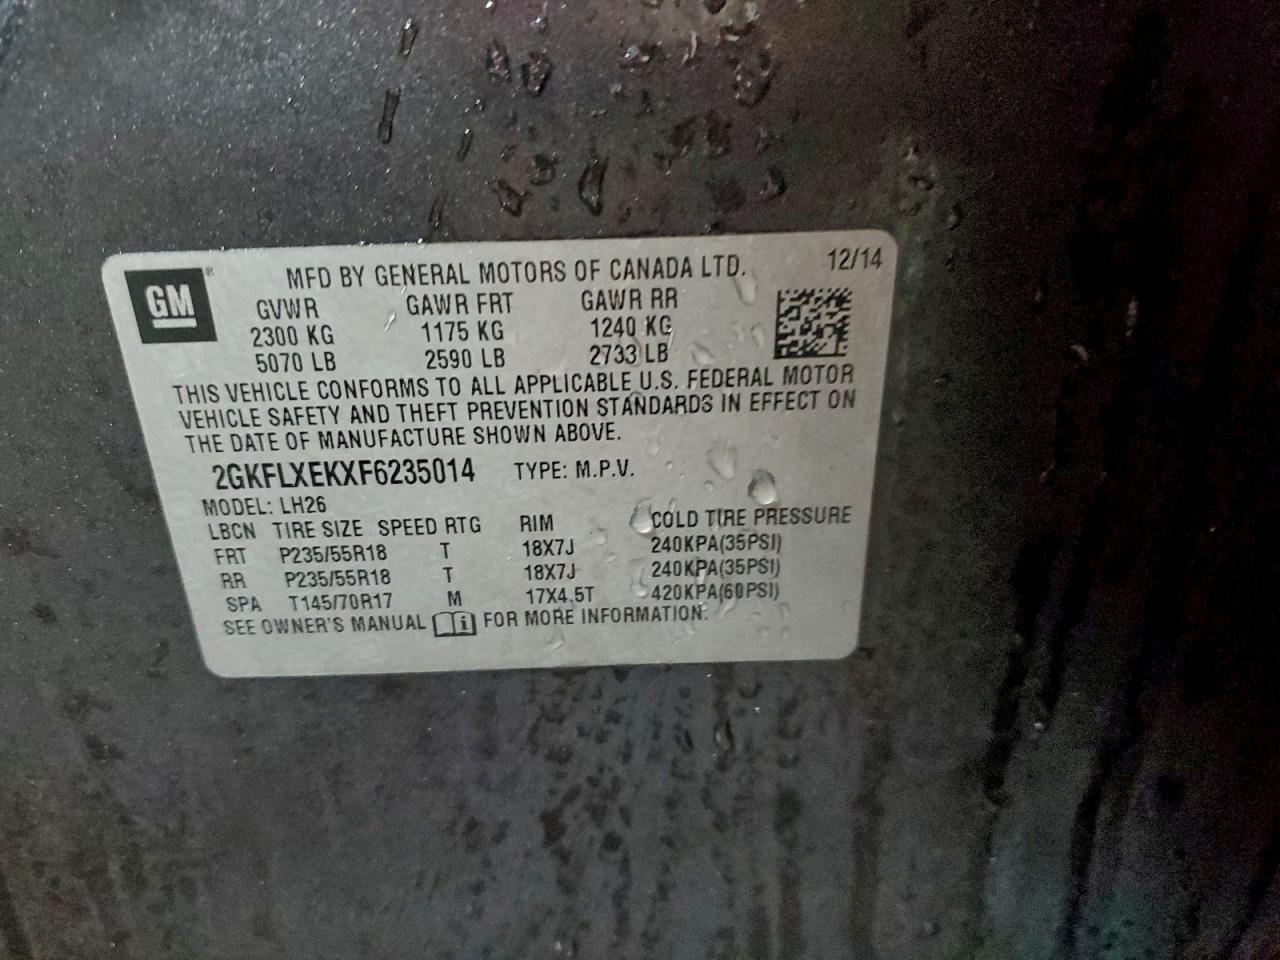 GM ® MFD BY GENERAL MOTORS OF CANADA LTD. 12/14
GVWR GAWR FRT GAWR RR
2300 KG 1175 KG 1240 KG
5070 LB 2590 LB 2733 LB
THIS VEHICLE CONFORMS TO ALL APPLICABLE U.S. FEDERAL MOTOR
VEHICLE SAFETY AND THEFT PREVENTION STANDARDS IN EFFECT ON
THE DATE OF MANUFACTURE SHOWN ABOVE.
2GKFLXEKXF6235014 TYPE: M.P.V.
MODEL: LH26
LBCN TIRE SIZE SPEED RTG RIM COLD TIRE PRESSURE
FRT P235/55R18 T 18X7J 240KPA(35PSI)
RR P235/55R18 T 18X7J 240KPA(35PSI)
SPA T145/70R17 M 17X4.5T 420KPA(60PSI)
SEE OWNER'S MANUAL i FOR MORE INFORMATION.